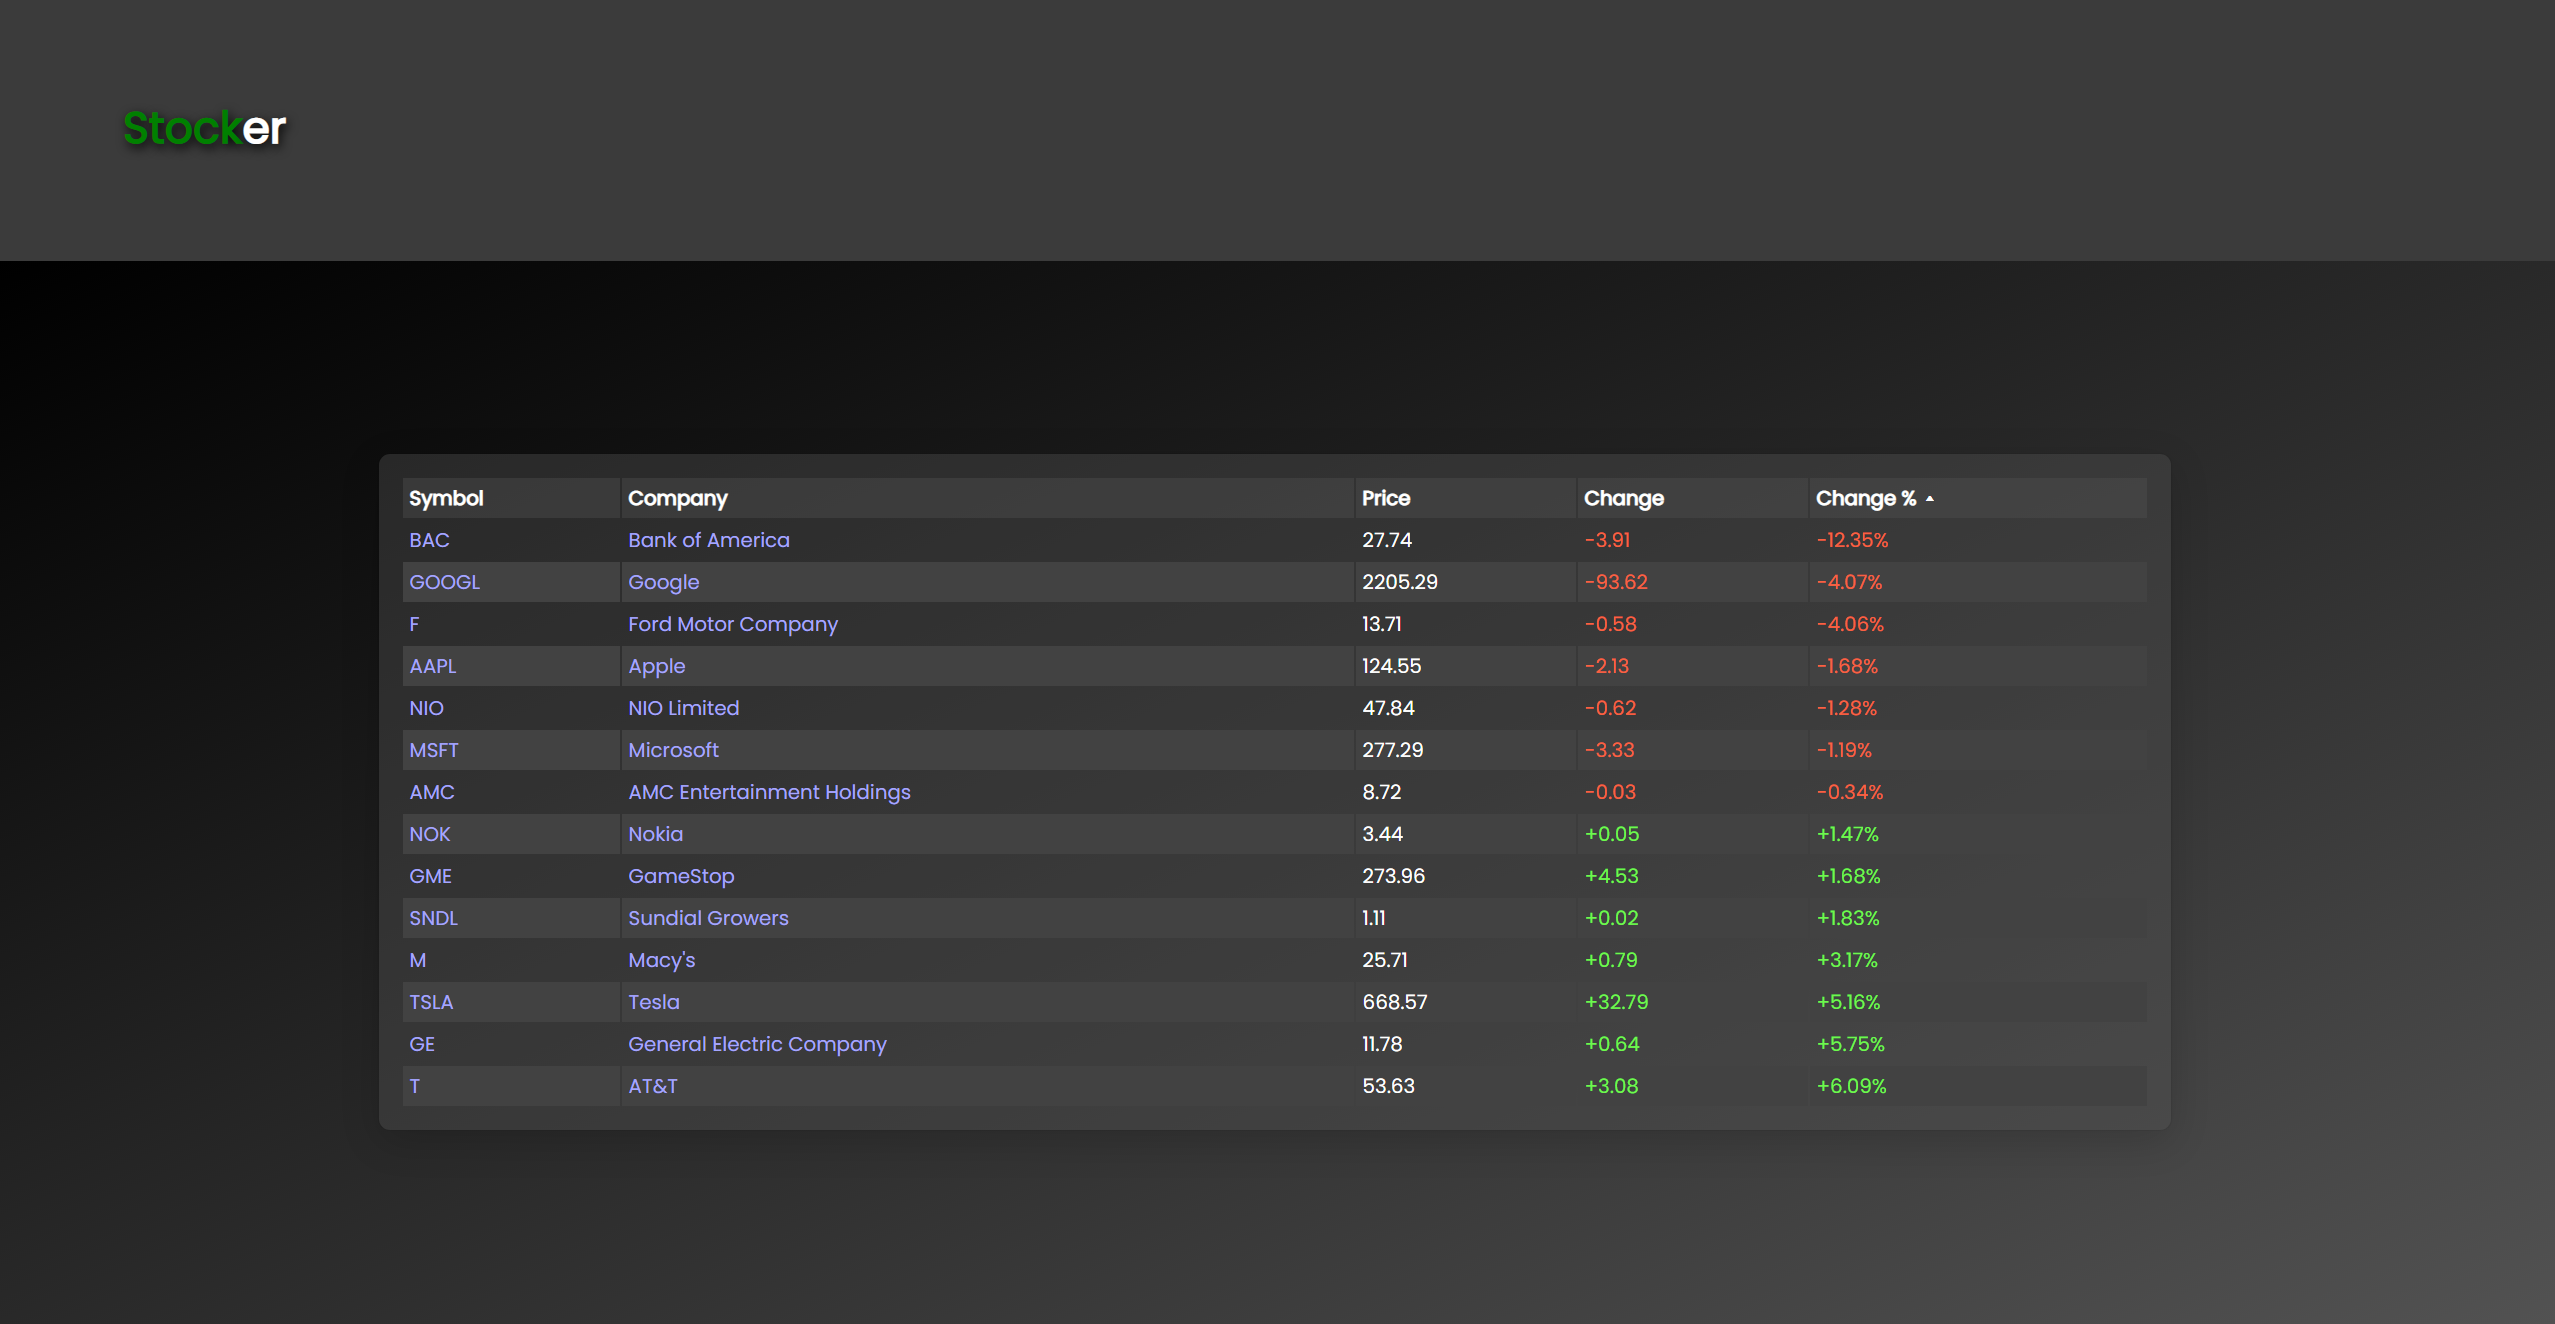 Stocker
Symbol Company Price Change Change %
BAC Bank of America 27.74 -3.91 -12.35%
GOOGL Google 2205.29 -93.62 -4.07%
F Ford Motor Company 13.71 -0.58 -4.06%
AAPL Apple 124.55 -2.13 -1.68%
NIO NIO Limited 47.84 -0.62 -1.28%
MSFT Microsoft 277.29 -3.33 -1.19%
AMC AMC Entertainment Holdings 8.72 -0.03 -0.34%
NOK Nokia 3.44 +0.05 +1.47%
GME GameStop 273.96 +4.53 +1.68%
SNDL Sundial Growers 1.11 +0.02 +1.83%
M Macy's 25.71 +0.79 +3.17%
TSLA Tesla 668.57 +32.79 +5.16%
GE General Electric Company 11.78 +0.64 +5.75%
T AT&T 53.63 +3.08 +6.09%